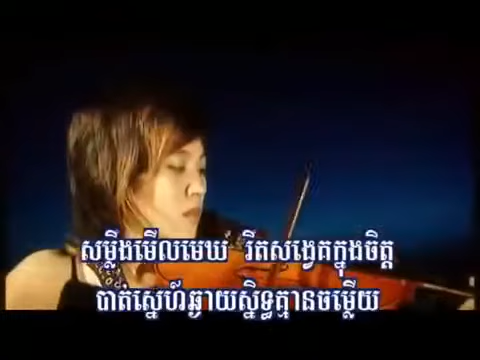 សម្លឹងមើលមេឃ រឹតសង្វេគក្នុងចិត្ត
បាត់ស្នេហ៍ឆ្ងាយស្និទ្ធគ្មានចម្លើយ